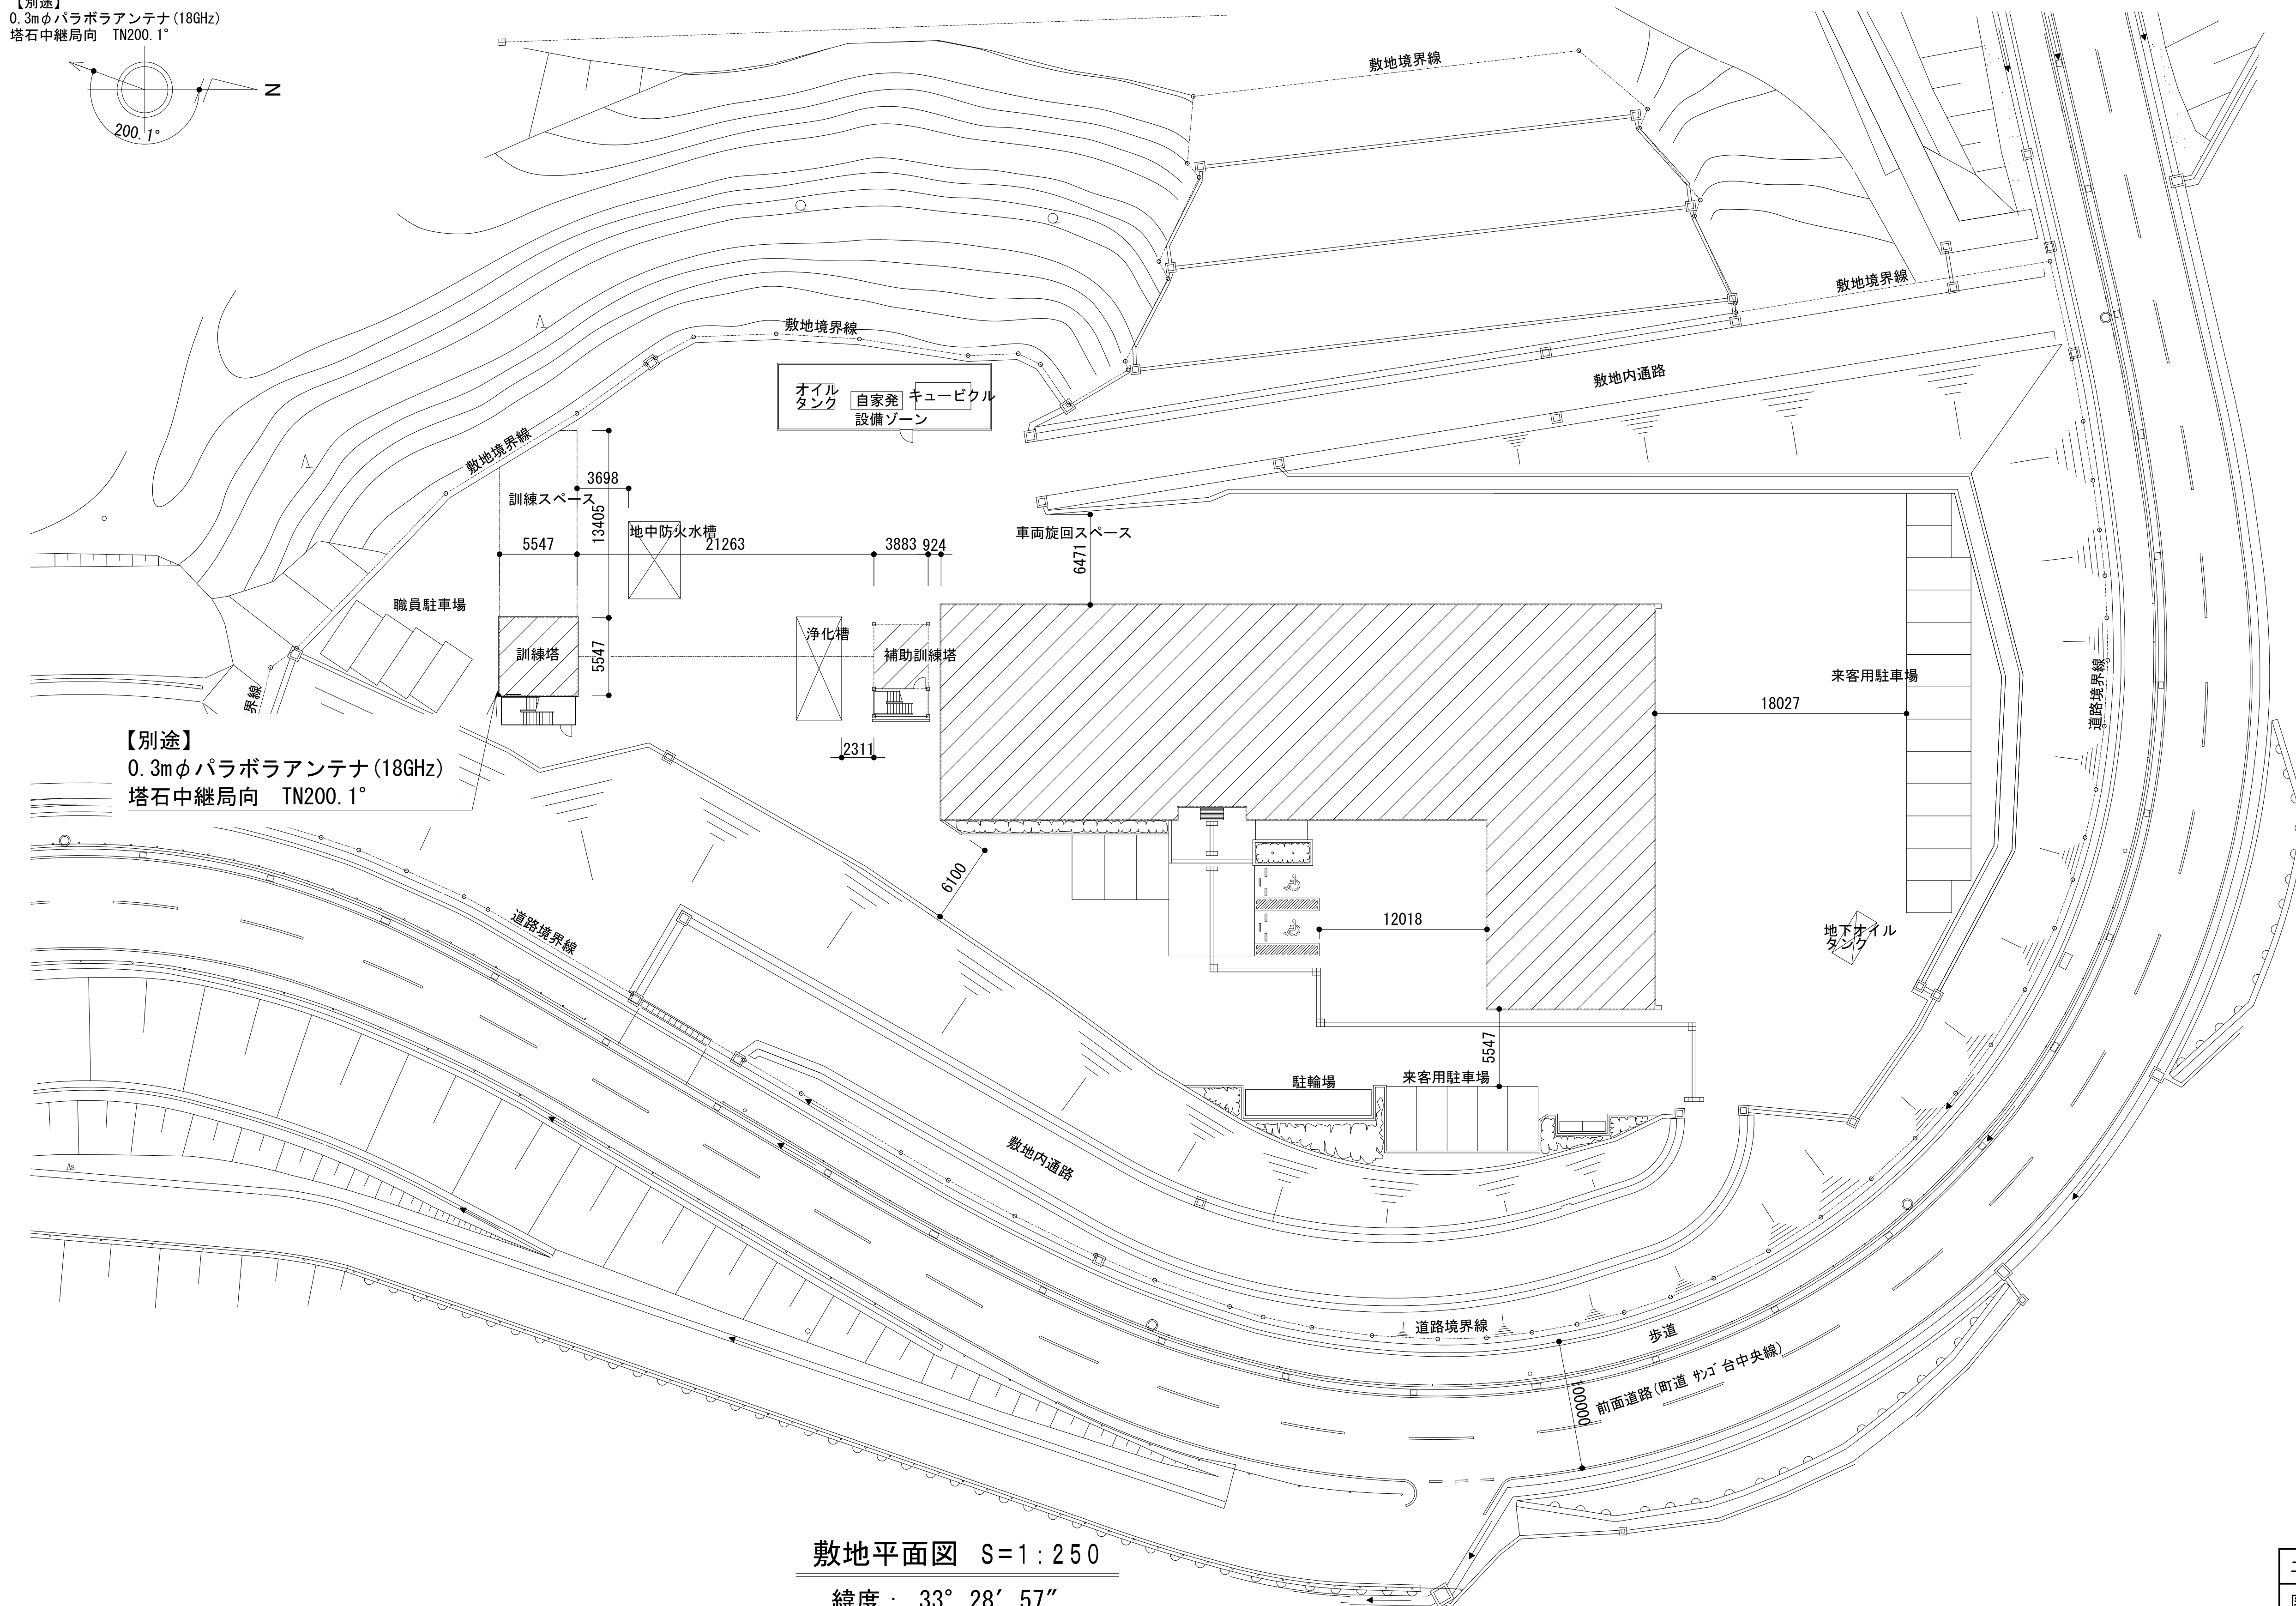 【別途】
0.3mφパラボラアンテナ(18GHz)
塔石中継局向　TN200.1°
N
200.1°
敷地境界線
敷地境界線
敷地境界線
敷地内通路
オイル
タンク
自家発
キュービクル
設備ゾーン
敷地境界線
3698
訓練スペース
13405
地中防火水槽
車両旋回スペース
5547
21263
3883
924
6471
職員駐車場
浄化槽
訓練塔
5547
補助訓練塔
来客用駐車場
道路境界線
18027
界線
【別途】
0.3mφパラボラアンテナ(18GHz)
塔石中継局向　TN200.1°
2311
6100
12018
道路境界線
地下オイル
タンク
5547
駐輪場
来客用駐車場
敷地内通路
As
道路境界線
歩道
前面道路(町道 ｻﾝｺﾞ台中央線)
100000
敷地平面図　S=1:250
緯度： 33° 28′ 57″